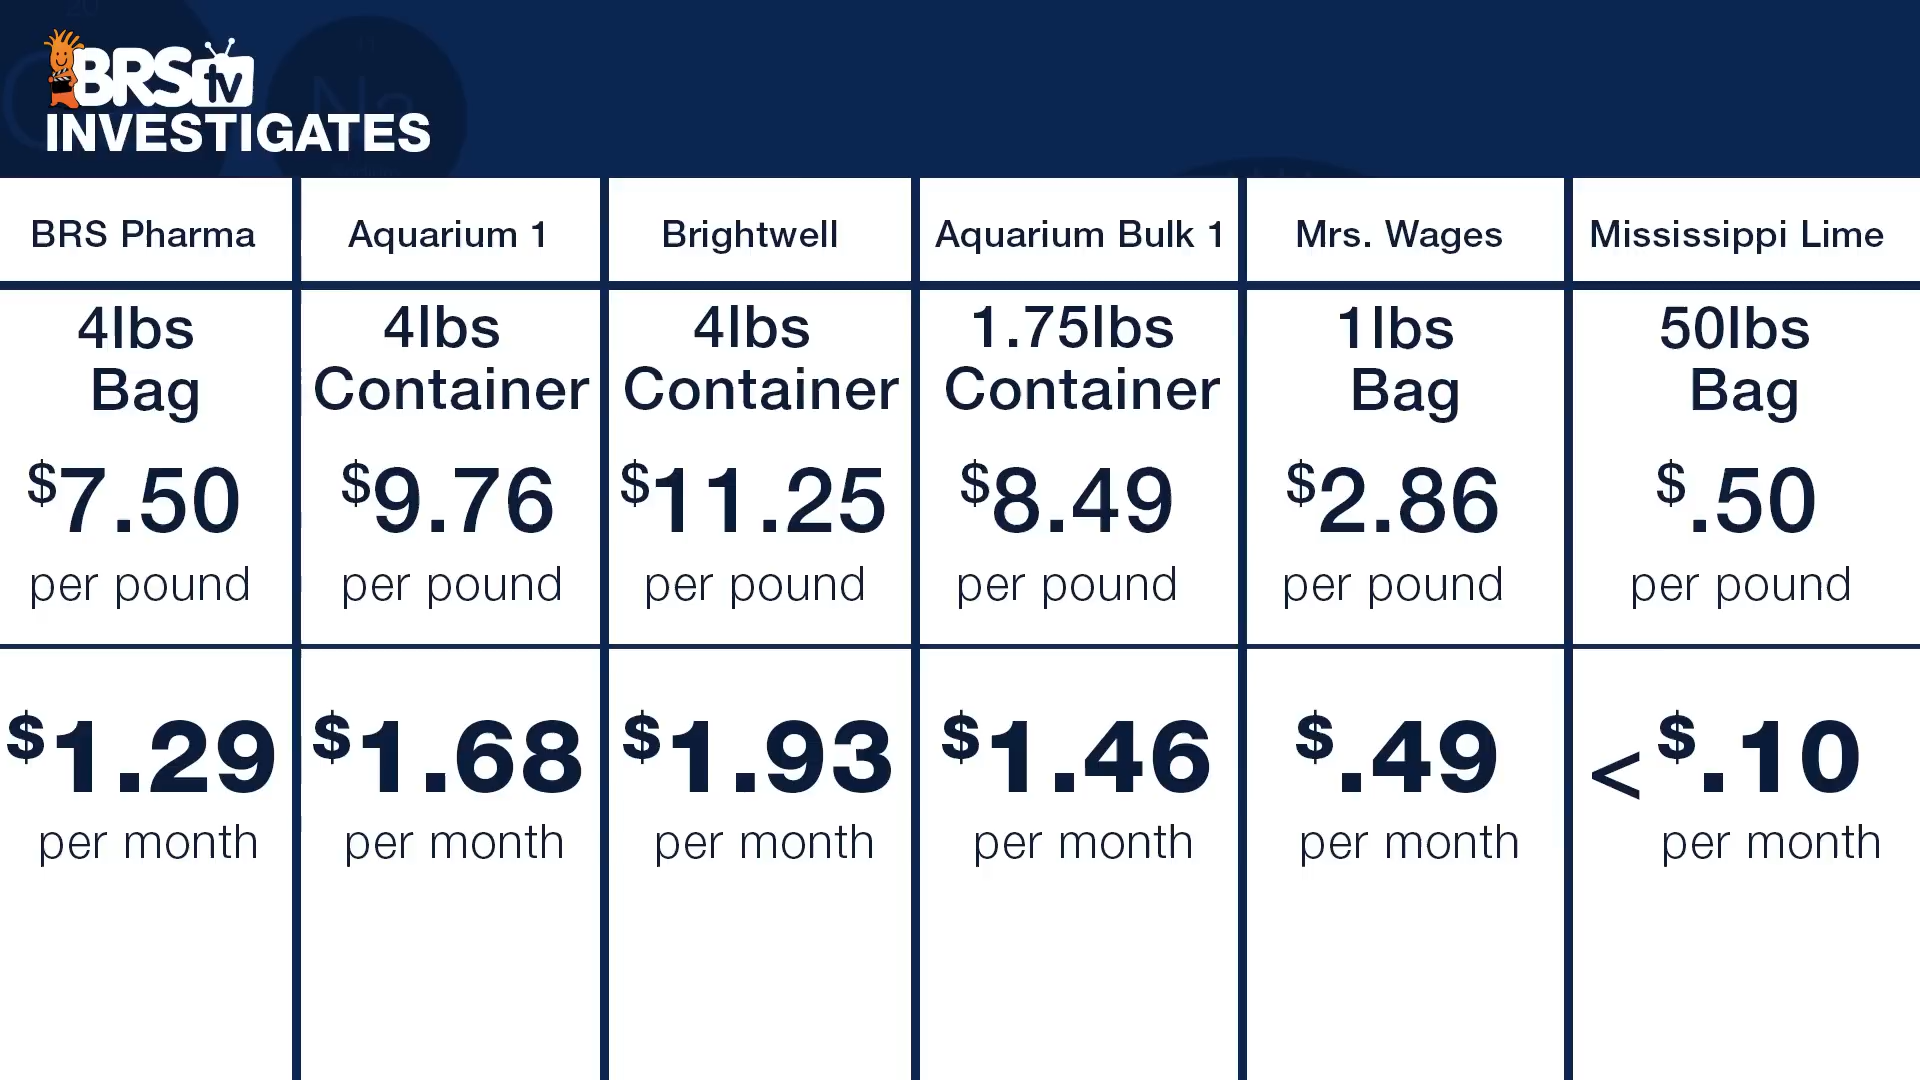 BRStv
INVESTIGATES
BRS Pharma
Aquarium 1
Brightwell
Aquarium Bulk 1
Mrs. Wages
Mississippi Lime
4lbs
Bag
4lbs
Container
4lbs
Container
1.75lbs
Container
1lbs
Bag
50lbs
Bag
$7.50
per pound
$9.76
per pound
$11.25
per pound
$8.49
per pound
$2.86
per pound
$.50
per pound
$1.29
per month
$1.68
per month
$1.93
per month
$1.46
per month
$.49
per month
<$.10
per month